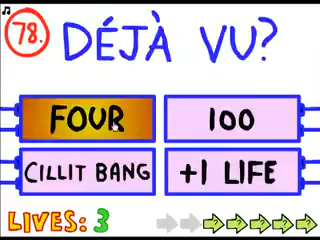 78.
DÉJÀ VU?
FOUR
100
CILLIT BANG
+1 LIFE
LIVES: 3
? ? ? ? ?